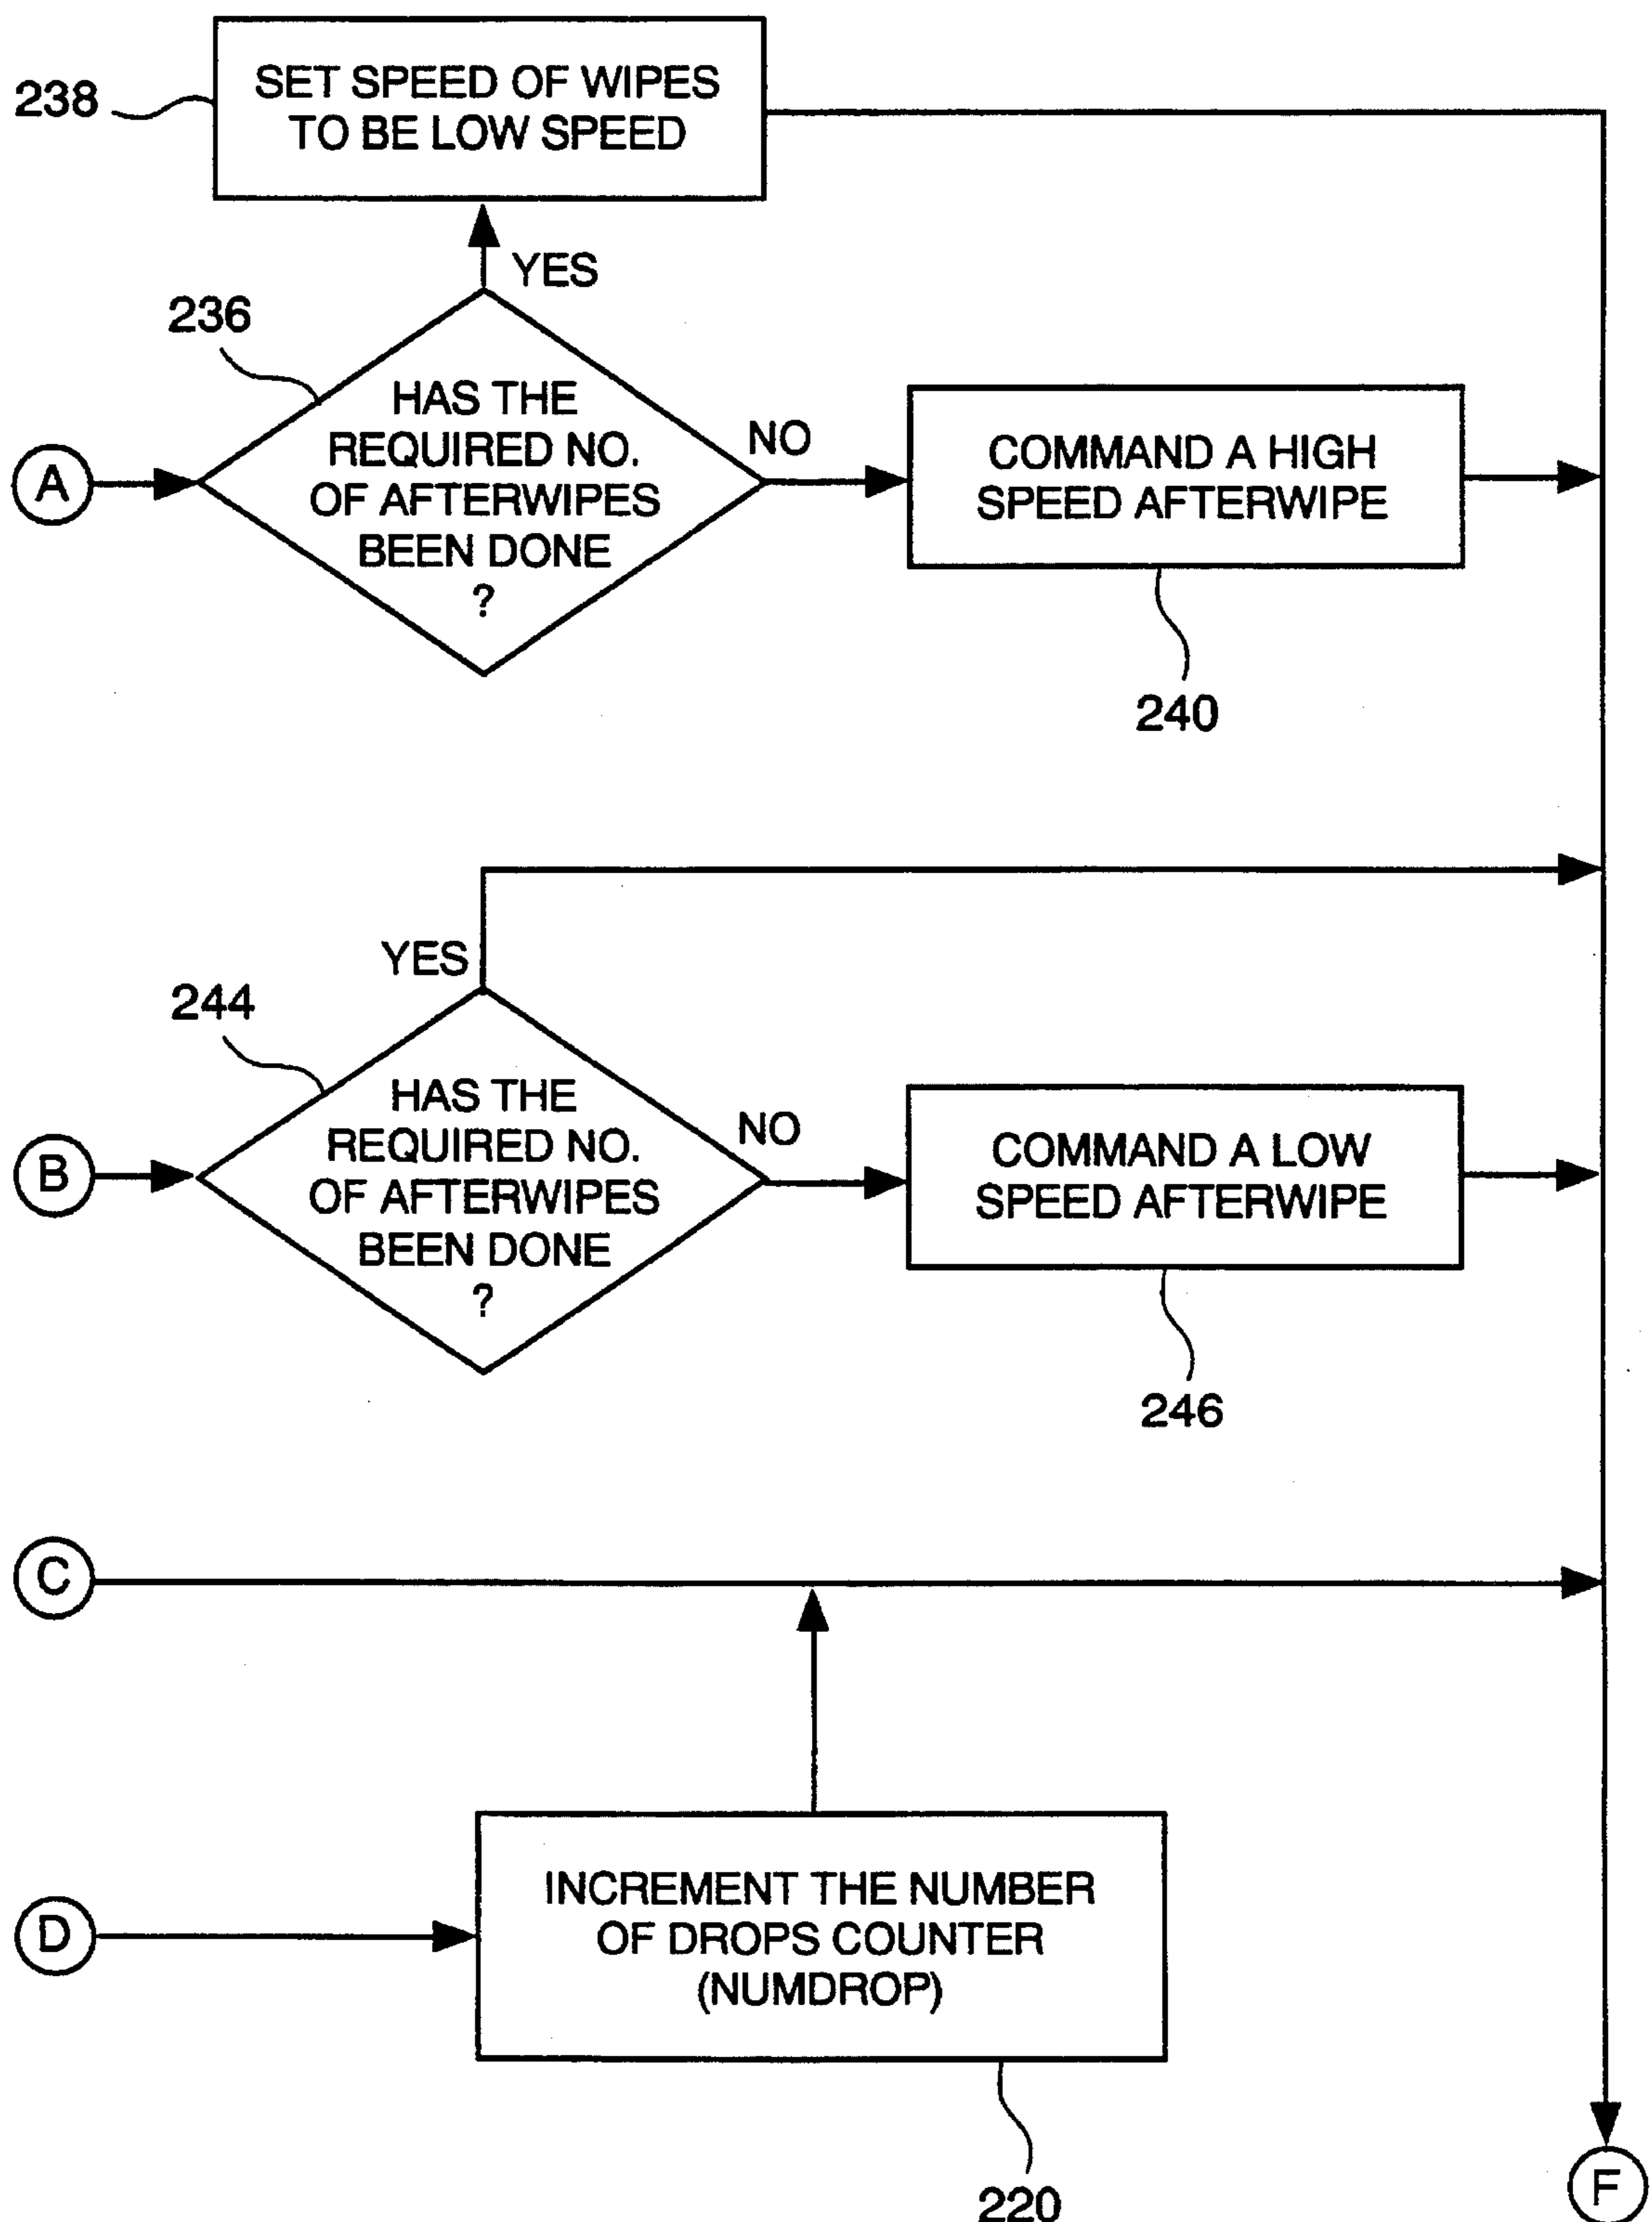 238
SET SPEED OF WIPES
TO BE LOW SPEED
YES
236
HAS THE
REQUIRED NO.
OF AFTERWIPES
BEEN DONE
?
A
NO
COMMAND A HIGH
SPEED AFTERWIPE
240
YES
244
HAS THE
REQUIRED NO.
OF AFTERWIPES
BEEN DONE
?
B
NO
COMMAND A LOW
SPEED AFTERWIPE
246
C
D
INCREMENT THE NUMBER
OF DROPS COUNTER
(NUMDROP)
220
F